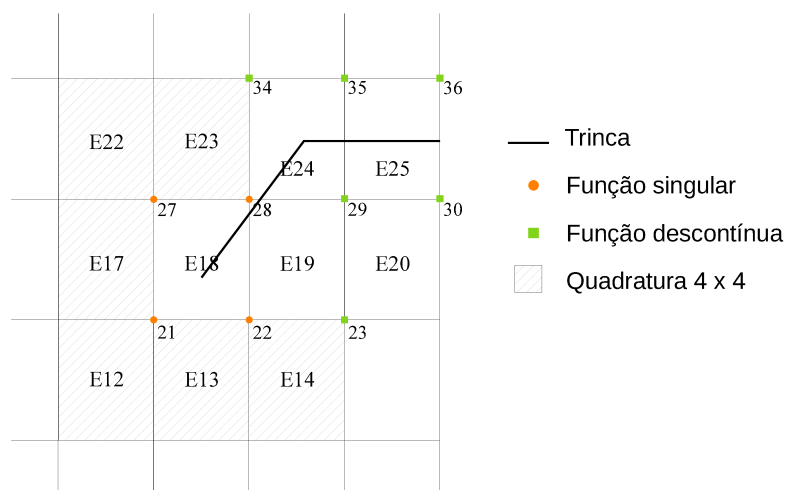 34 35 36
E22 E23 E24 E25
27 28 29 30
E17 E18 E19 E20
21 22 23
E12 E13 E14
Trinca
Função singular
Função descontínua
Quadratura 4 x 4